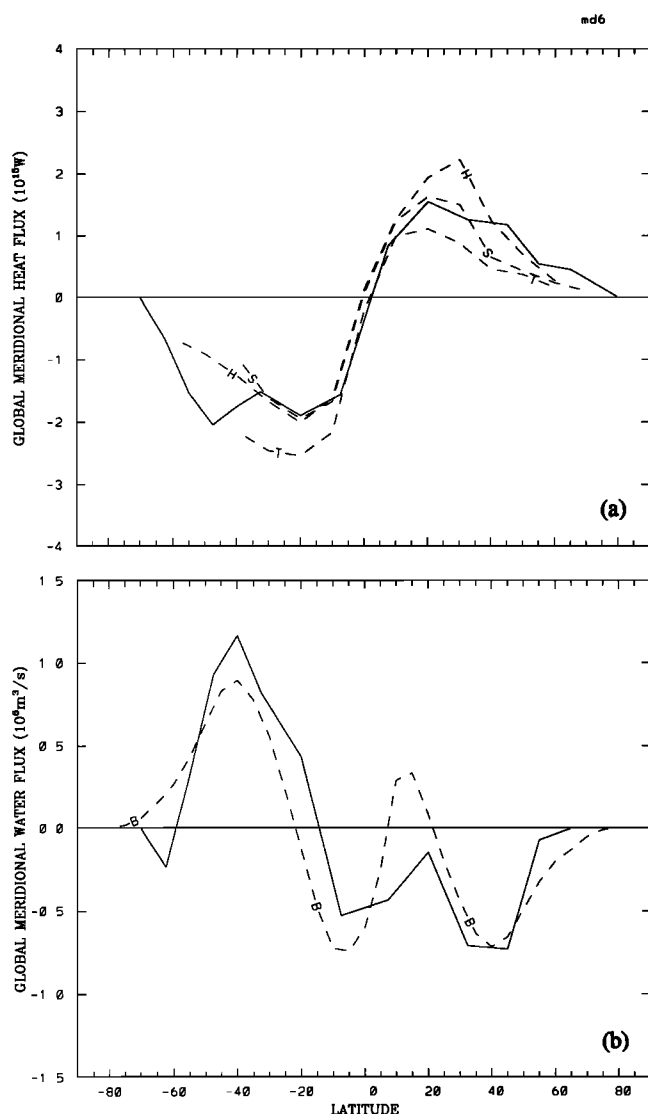 md6
GLOBAL MERIDIONAL HEAT FLUX (10¹⁵W)
4
3
2
1
0
-1
-2
-3
-4
H
S
T
H
S
T
(a)
GLOBAL MERIDIONAL WATER FLUX (10⁶m³/s)
1 5
1 0
0 5
0 0
-0 5
-1 0
-1 5
B
B
B
(b)
-80 -60 -40 -20 0 20 40 60 80
LATITUDE